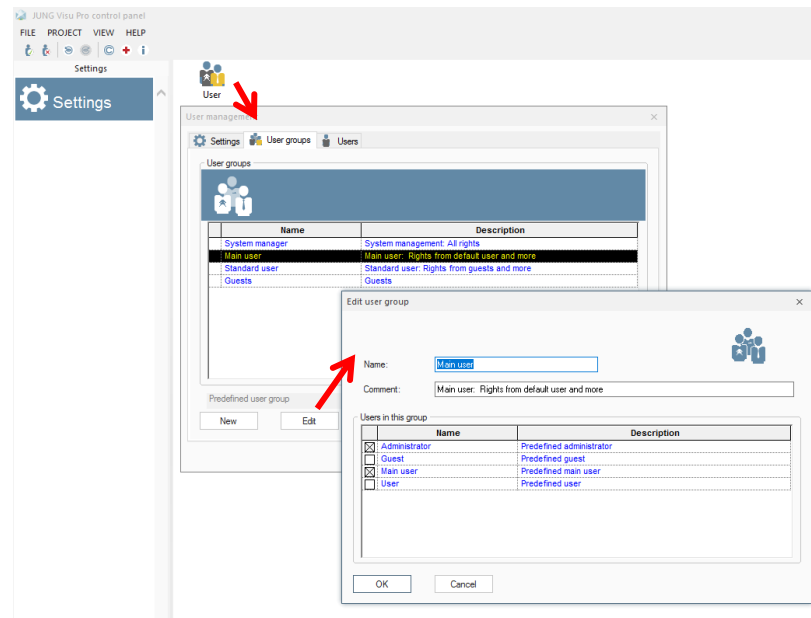 JUNG Visu Pro control panel
FILE PROJECT VIEW HELP
Settings
Settings
User
User management
Settings User groups Users
User groups
Name Description
System manager System management: All rights
Main user Main user: Rights from default user and more
Standard user Standard user: Rights from guests and more
Guests Guests
Predefined user group
New Edit
Edit user group
Name: Main user
Comment: Main user: Rights from default user and more
Users in this group
Name Description
Administrator Predefined administrator
Guest Predefined guest
Main user Predefined main user
User Predefined user
OK Cancel